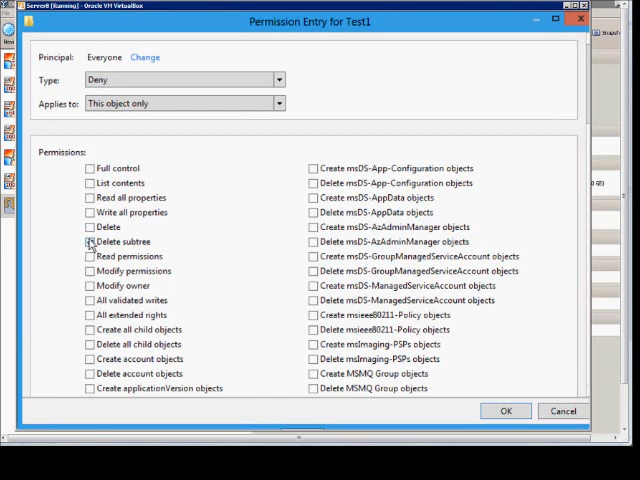 Server8 [Running] - Oracle VM VirtualBox
Permission Entry for Test1
New
Snapsh
Principal: Everyone Change
Type: Deny
Applies to: This object only
Permissions:
Full control Create msDS-App-Configuration objects
List contents Delete msDS-App-Configuration objects
Read all properties Create msDS-AppData objects
Write all properties Delete msDS-AppData objects
Delete Create msDS-AzAdminManager objects
Delete subtree Delete msDS-AzAdminManager objects
Read permissions Create msDS-GroupManagedServiceAccount objects
Modify permissions Delete msDS-GroupManagedServiceAccount objects
Modify owner Create msDS-ManagedServiceAccount objects
All validated writes Delete msDS-ManagedServiceAccount objects
All extended rights Create msieee80211-Policy objects
Create all child objects Delete msieee80211-Policy objects
Delete all child objects Create msImaging-PSPs objects
Create account objects Delete msImaging-PSPs objects
Delete account objects Create MSMQ Group objects
Create applicationVersion objects Delete MSMQ Group objects
OK Cancel